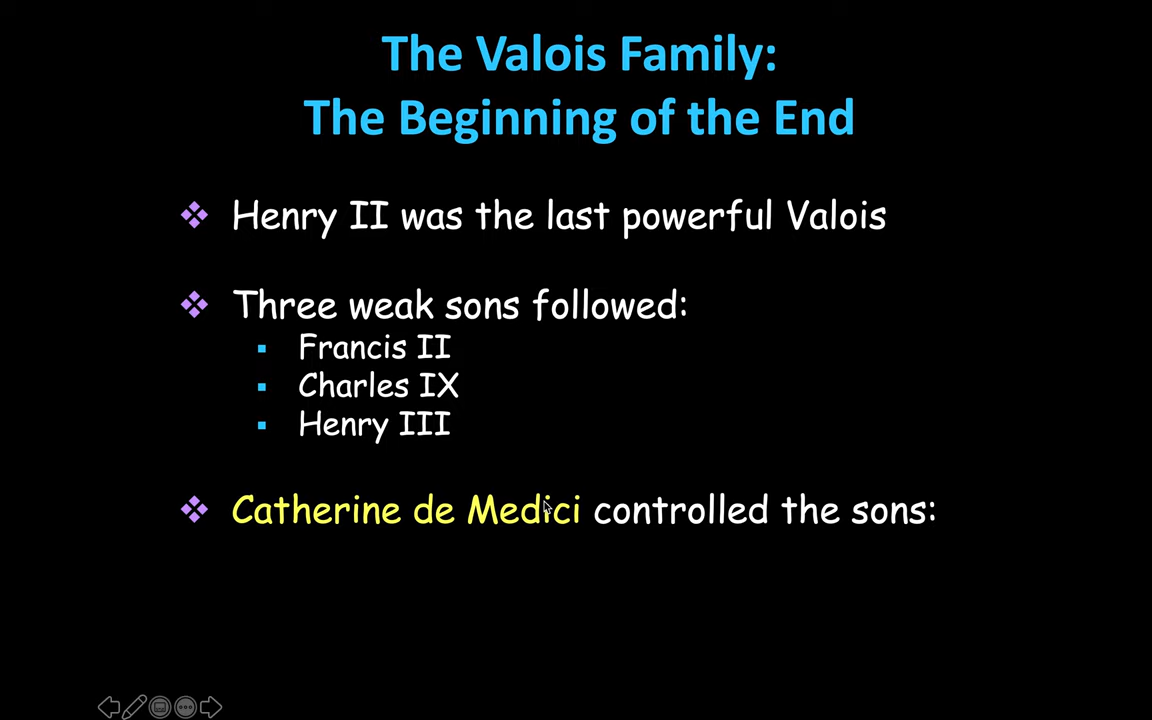 The Valois Family:
The Beginning of the End
Henry II was the last powerful Valois
Three weak sons followed:
Francis II
Charles IX
Henry III
Catherine de Medici controlled the sons: